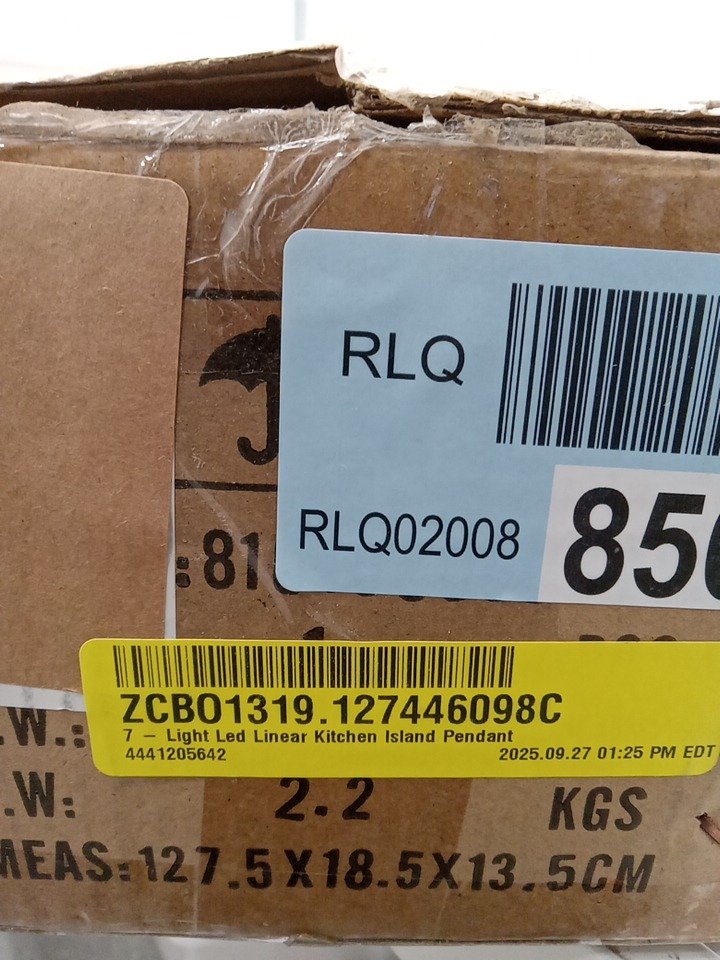 RLQ
RLQ02008
850
:81
ZCBO1319.127446098C
7 – Light Led Linear Kitchen Island Pendant
4441205642
2025.09.27 01:25 PM EDT
.W.:
.W: 2.2 KGS
MEAS:127.5X18.5X13.5CM